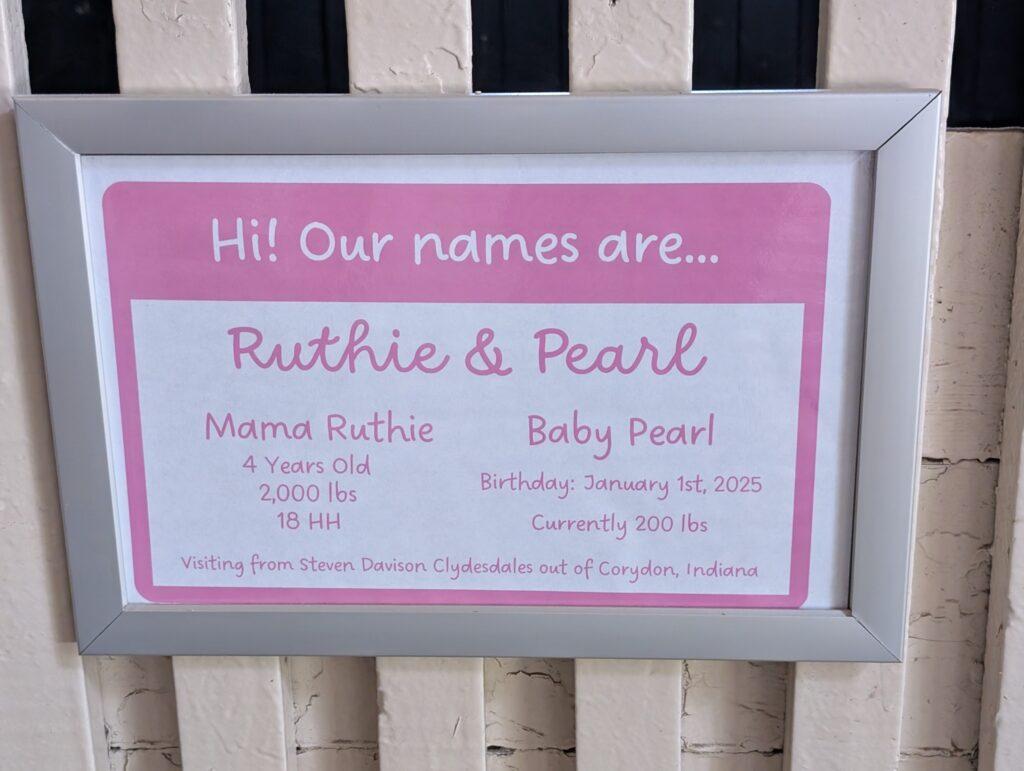 Hi! Our names are...
Ruthie & Pearl
Mama Ruthie
4 Years Old
2,000 lbs
18 HH
Baby Pearl
Birthday: January 1st, 2025
Currently 200 lbs
Visiting from Steven Davison Clydesdales out of Corydon, Indiana